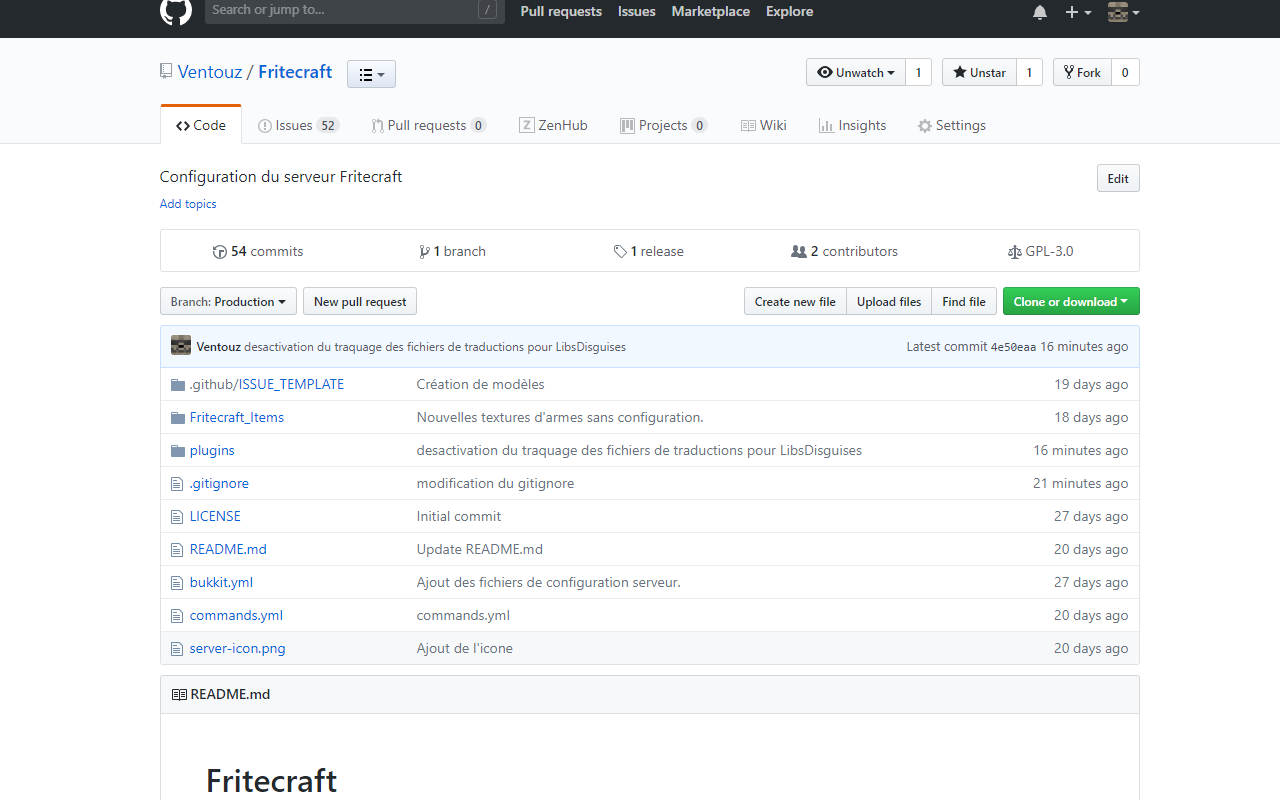 Search or jump to... / Pull requests Issues Marketplace Explore
Ventouz / Fritecraft Unwatch 1 Unstar 1 Fork 0
Code Issues 52 Pull requests 0 ZenHub Projects 0 Wiki Insights Settings
Configuration du serveur Fritecraft Edit
Add topics
54 commits 1 branch 1 release 2 contributors GPL-3.0
Branch: Production New pull request Create new file Upload files Find file Clone or download
Ventouz desactivation du traquage des fichiers de traductions pour LibsDisguises Latest commit 4e50eaa 16 minutes ago
.github/ISSUE_TEMPLATE Création de modèles 19 days ago
Fritecraft_Items Nouvelles textures d'armes sans configuration. 18 days ago
plugins desactivation du traquage des fichiers de traductions pour LibsDisguises 16 minutes ago
.gitignore modification du gitignore 21 minutes ago
LICENSE Initial commit 27 days ago
README.md Update README.md 20 days ago
bukkit.yml Ajout des fichiers de configuration serveur. 27 days ago
commands.yml commands.yml 20 days ago
server-icon.png Ajout de l'icone 20 days ago
README.md
Fritecraft